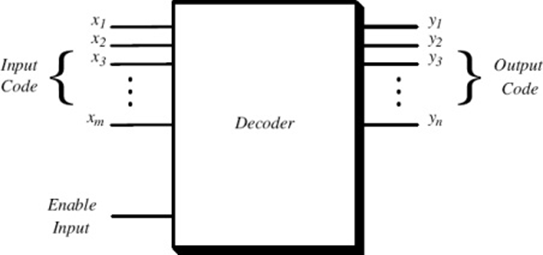 x1
x2
x3
xm
Input
Code
Enable
Input
Decoder
y1
y2
y3
yn
Output
Code